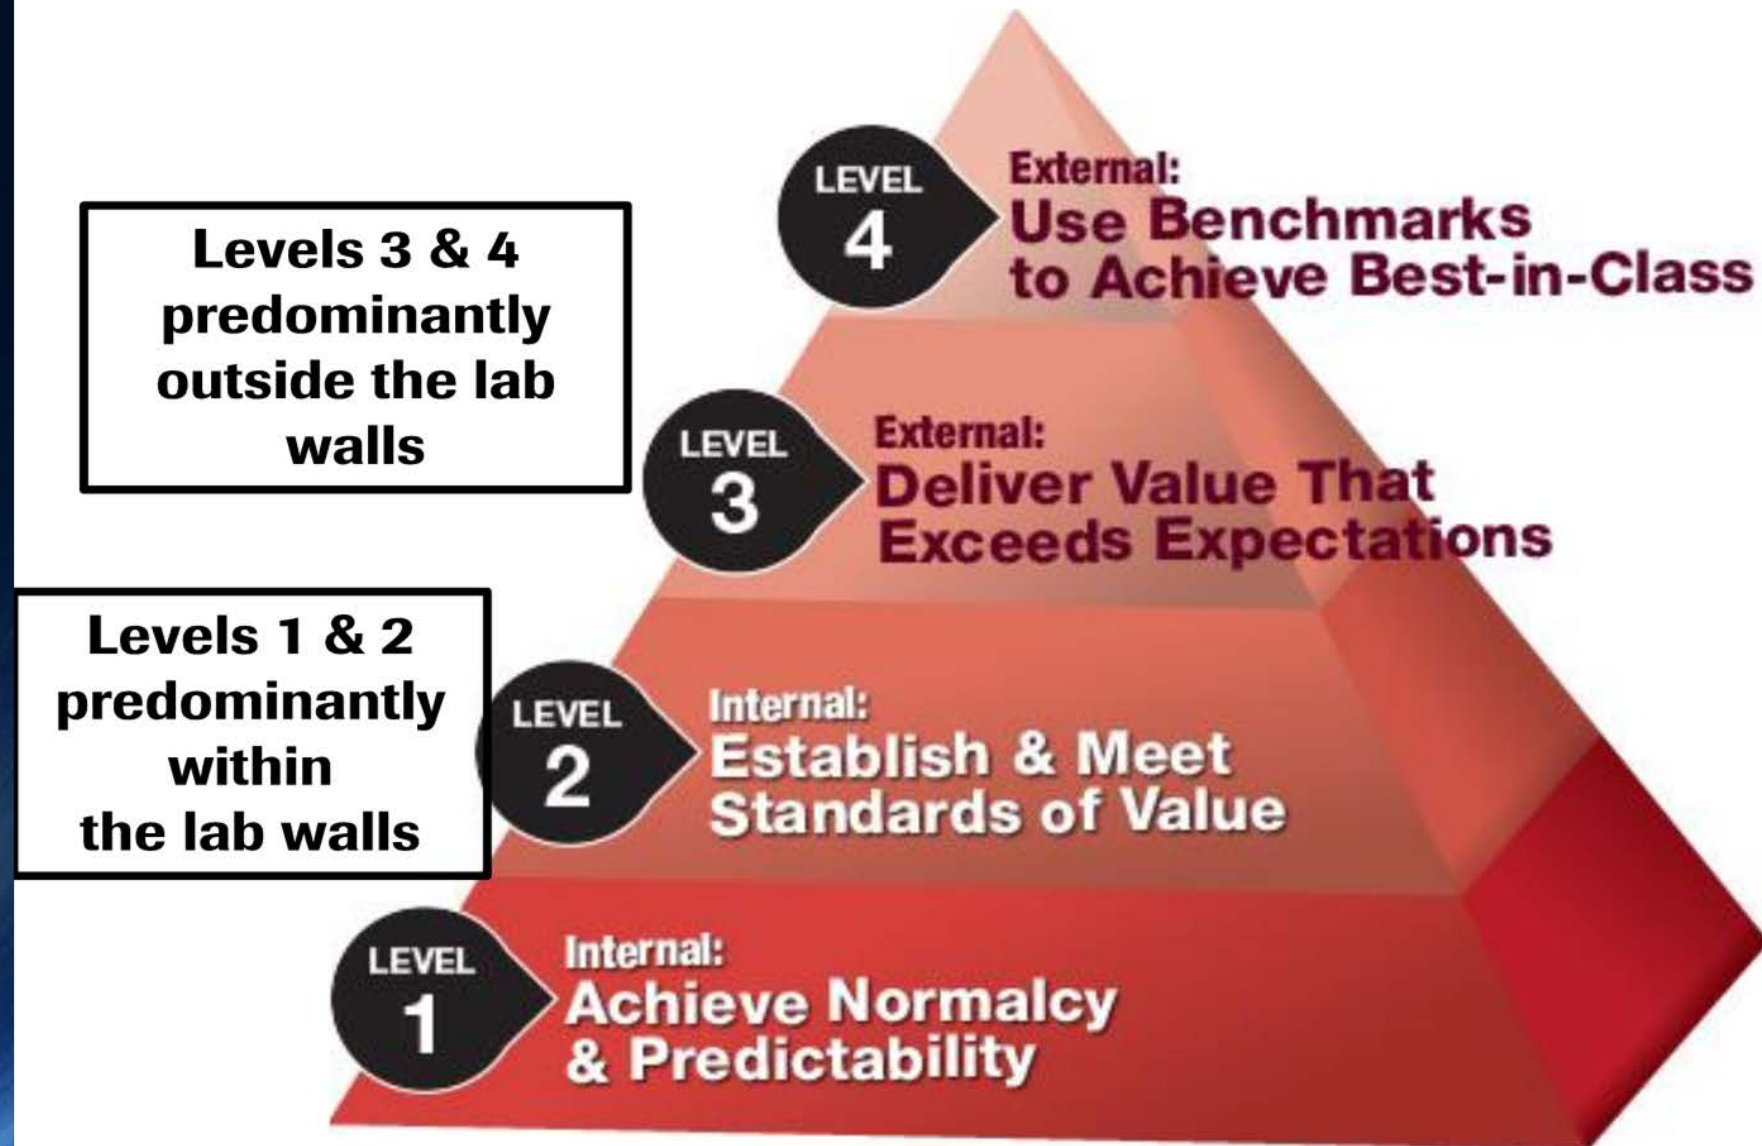 LEVEL
4
External:
Use Benchmarks
to Achieve Best-in-Class
Levels 3 & 4
predominantly
outside the lab
walls
LEVEL
3
External:
Deliver Value That
Exceeds Expectations
Levels 1 & 2
predominantly
within
the lab walls
LEVEL
2
Internal:
Establish & Meet
Standards of Value
LEVEL
1
Internal:
Achieve Normalcy
& Predictability